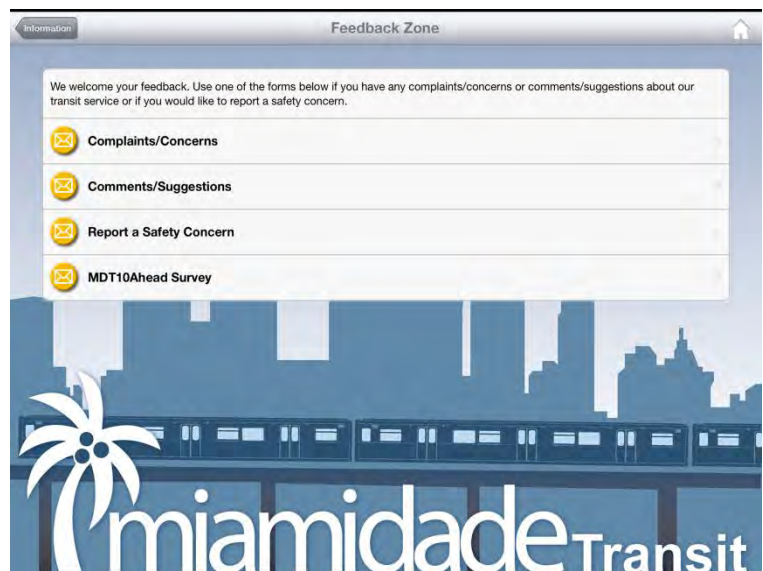 Information
Feedback Zone
We welcome your feedback. Use one of the forms below if you have any complaints/concerns or comments/suggestions about our
transit service or if you would like to report a safety concern.
Complaints/Concerns
Comments/Suggestions
Report a Safety Concern
MDT10Ahead Survey
miamidade Transit